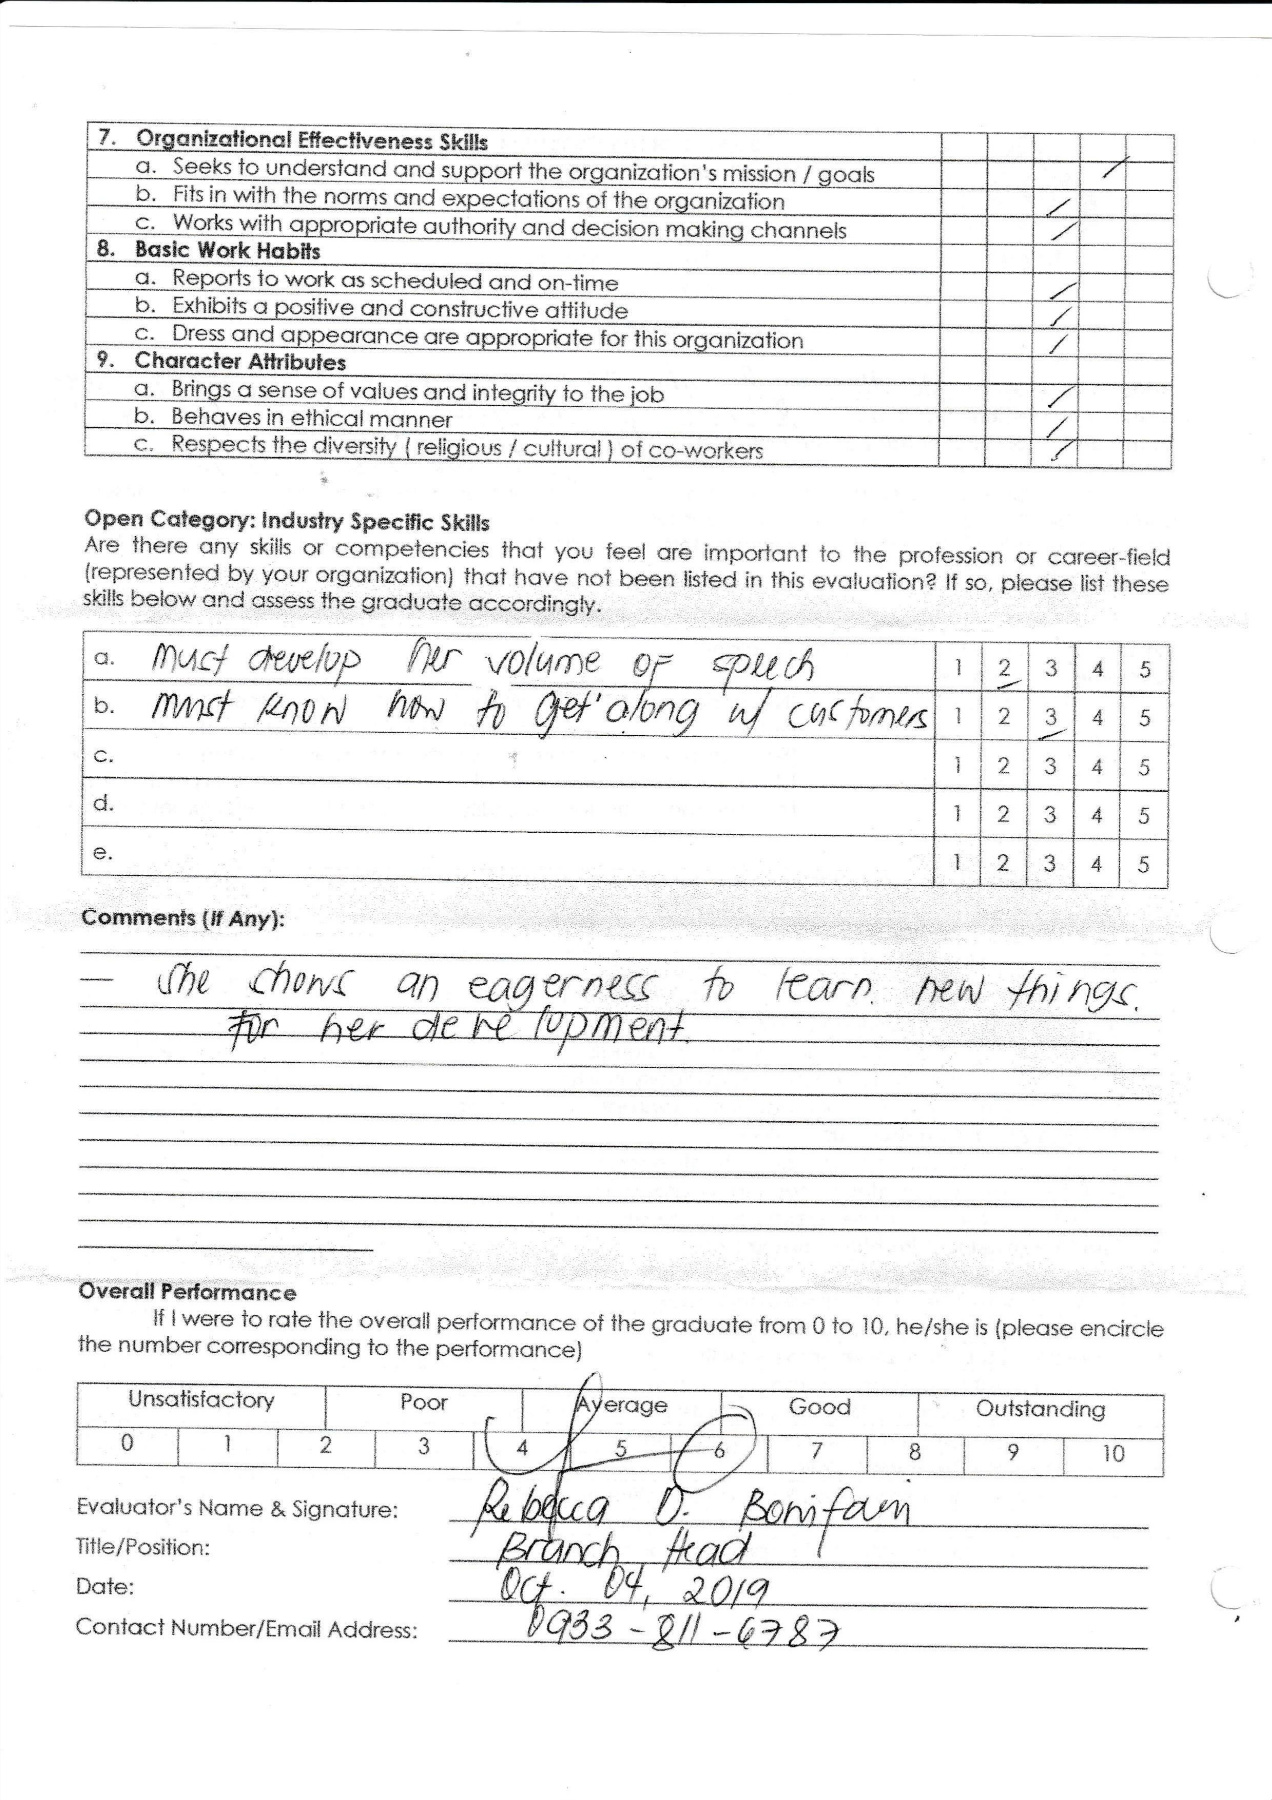 7. Organizational Effectiveness Skills
a. Seeks to understand and support the organization's mission / goals
b. Fits in with the norms and expectations of the organization
c. Works with appropriate authority and decision making channels
8. Basic Work Habits
a. Reports to work as scheduled and on-time
b. Exhibits a positive and constructive attitude
c. Dress and appearance are appropriate for this organization
9. Character Attributes
a. Brings a sense of values and integrity to the job
b. Behaves in ethical manner
c. Respects the diversity ( religious / cultural ) of co-workers
Open Category: Industry Specific Skills
Are there any skills or competencies that you feel are important to the profession or career-field
(represented by your organization) that have not been listed in this evaluation? If so, please list these
skills below and assess the graduate accordingly.
a. must develop her volume of speech 1 2 3 4 5
b. must know how to get along w/ customers 1 2 3 4 5
c. 1 2 3 4 5
d. 1 2 3 4 5
e. 1 2 3 4 5
Comments (If Any):
— she shows an eagerness to learn new things.
for her development.
Overall Performance
If I were to rate the overall performance of the graduate from 0 to 10, he/she is (please encircle
the number corresponding to the performance)
Unsatisfactory Poor Average Good Outstanding
0 1 2 3 4 5 6 7 8 9 10
Evaluator's Name & Signature: Rebecca D.
Title/Position: Branch Head
Date: Oct. 04, 2019
Contact Number/Email Address: 0933-811-6787